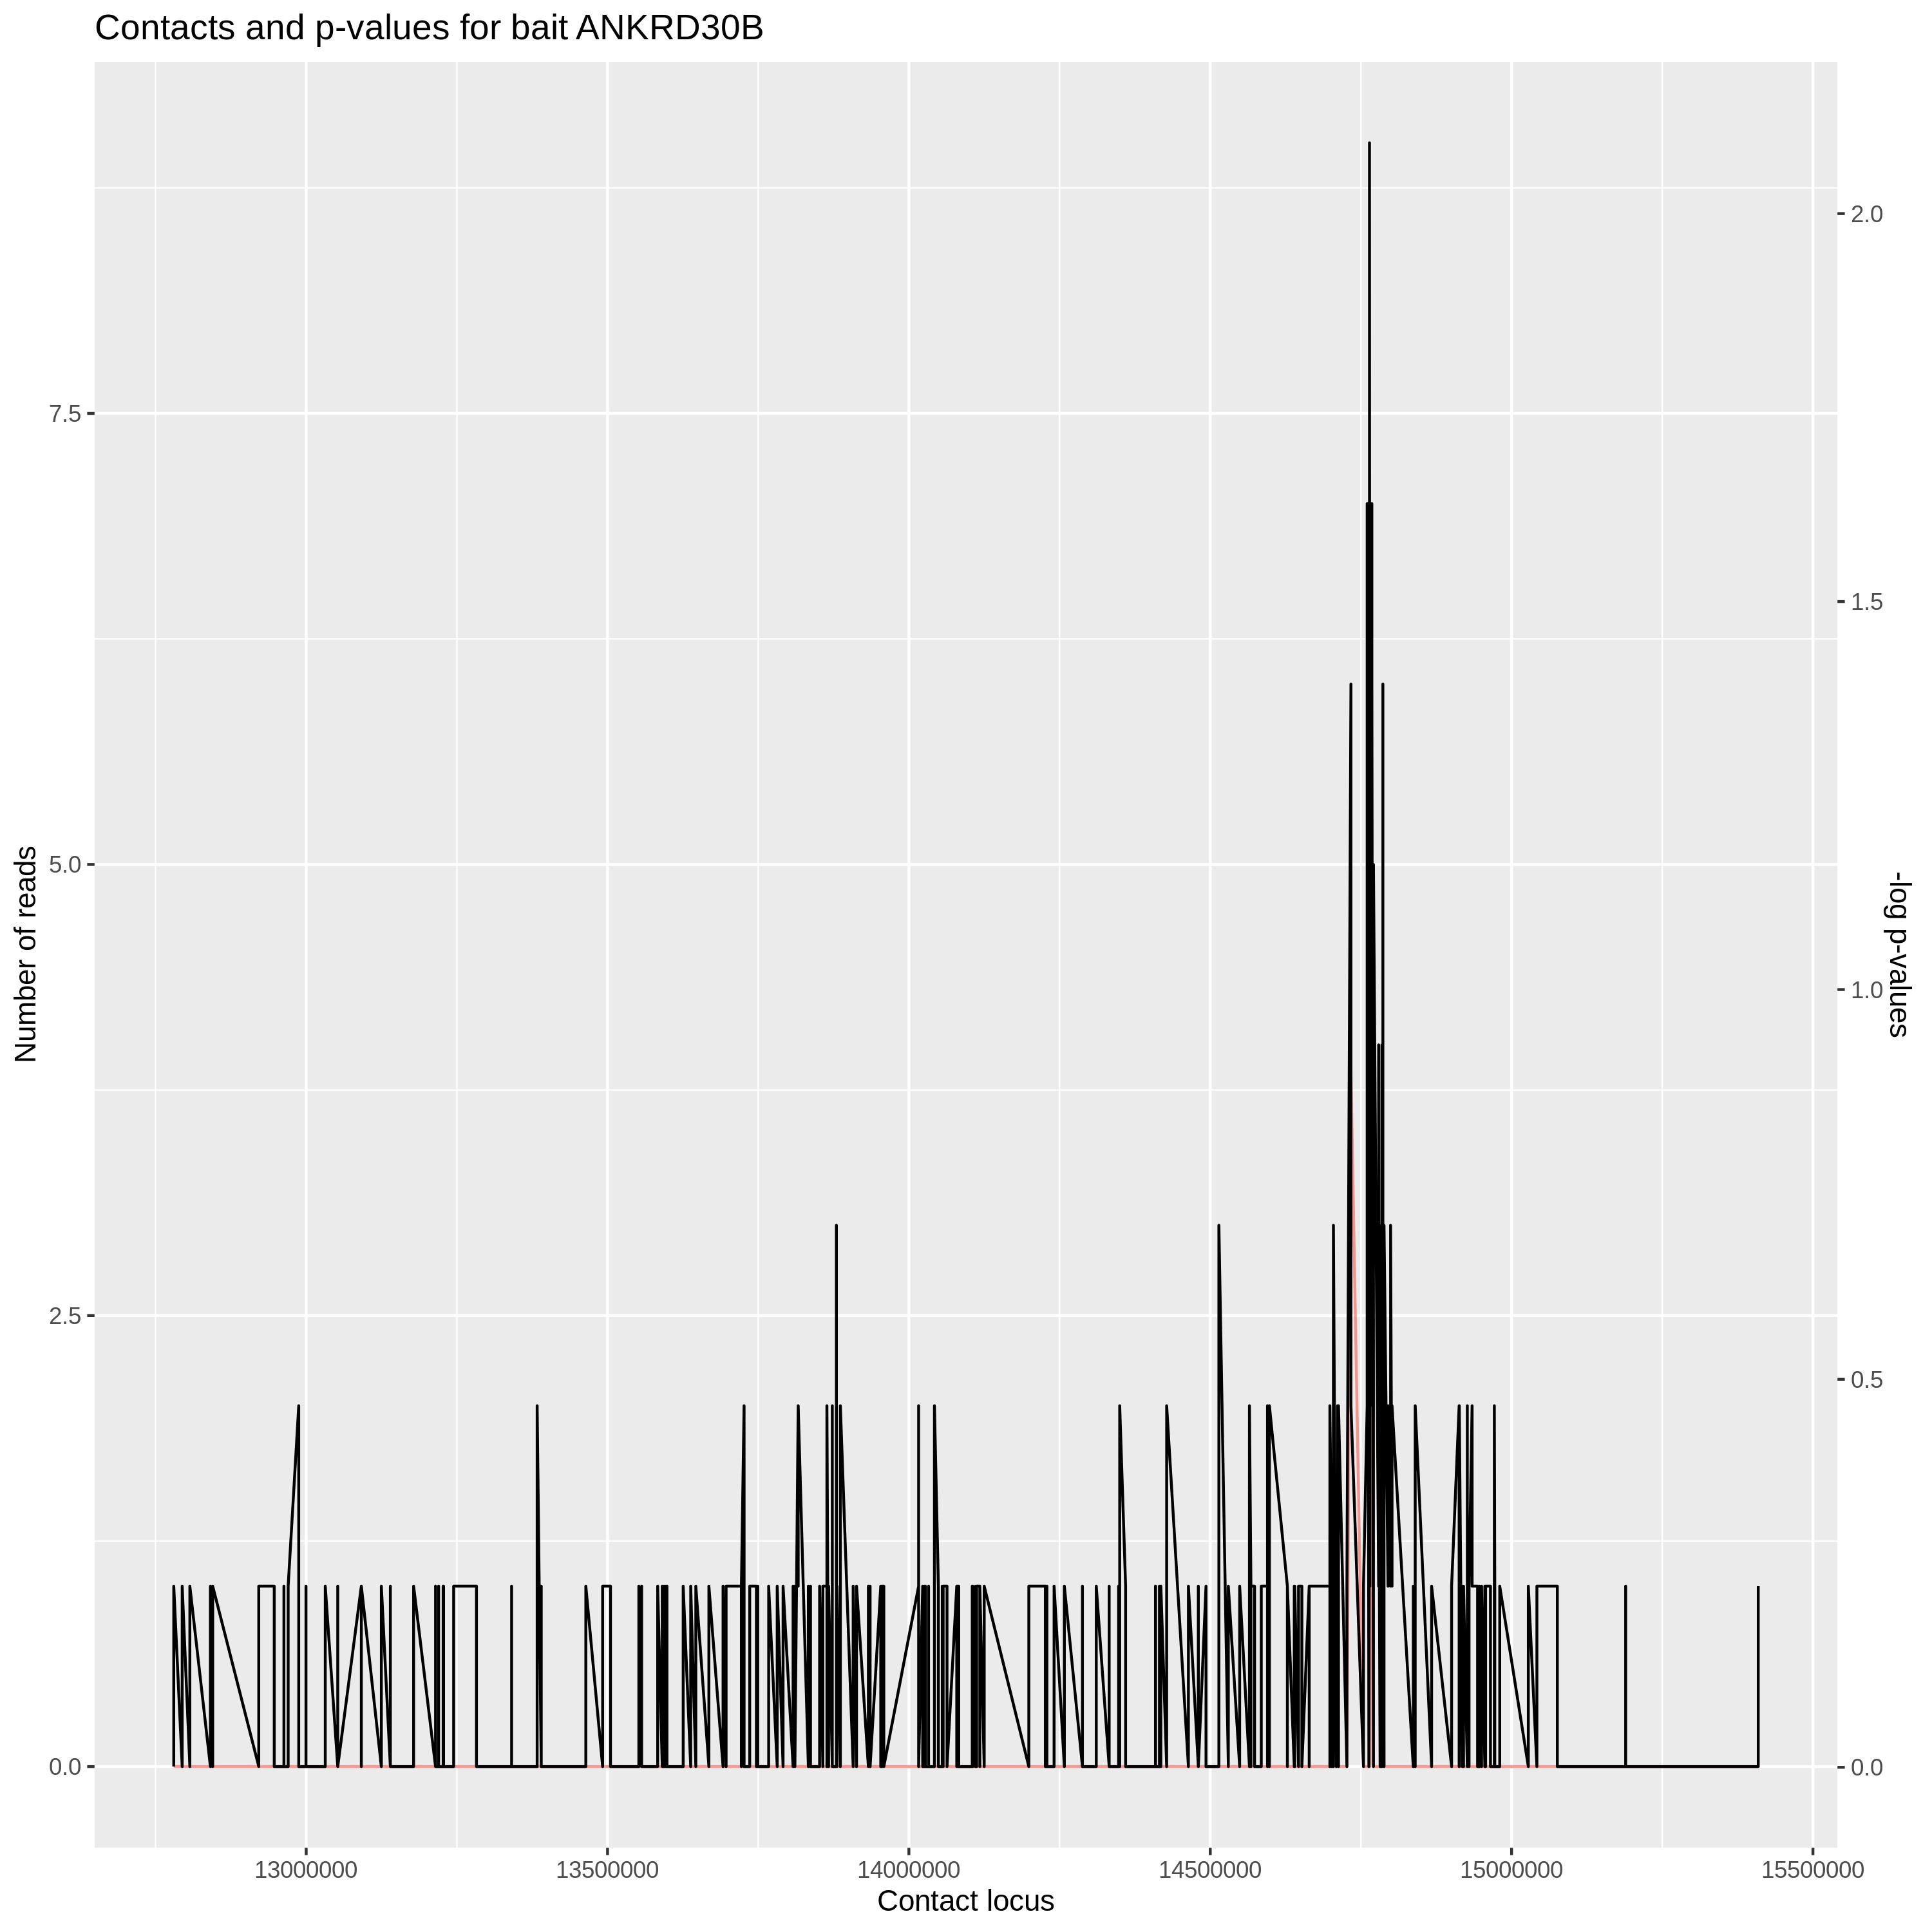 Contacts and p-values for bait ANKRD30B
Number of reads
7.5
5.0
2.5
0.0
2.0
1.5
1.0
0.5
0.0
-log p-values
13000000 13500000 14000000 14500000 15000000 15500000
Contact locus